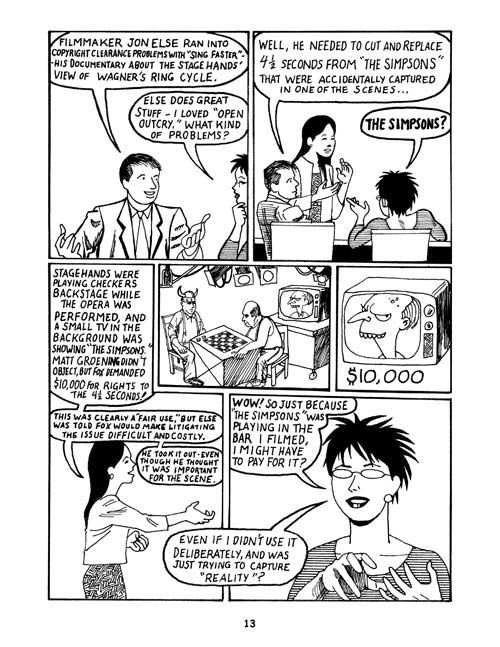 FILMMAKER JON ELSE RAN INTO
COPYRIGHT CLEARANCE PROBLEMS WITH "SING FASTER"-
-HIS DOCUMENTARY ABOUT THE STAGE HANDS'
VIEW OF WAGNER'S RING CYCLE.
ELSE DOES GREAT
STUFF - I LOVED "OPEN
OUTCRY." WHAT KIND
OF PROBLEMS?
WELL, HE NEEDED TO CUT AND REPLACE
4½ SECONDS FROM "THE SIMPSONS"
THAT WERE ACCIDENTALLY CAPTURED
IN ONE OF THE SCENES...
THE SIMPSONS?
STAGEHANDS WERE
PLAYING CHECKERS
BACKSTAGE WHILE
THE OPERA WAS
PERFORMED, AND
A SMALL TV IN THE
BACKGROUND WAS
SHOWING "THE SIMPSONS."
MATT GROENING DIDN'T
OBJECT, BUT FOX DEMANDED
$10,000 FOR RIGHTS TO
THE 4½ SECONDS!
$10,000
THIS WAS CLEARLY A "FAIR USE," BUT ELSE
WAS TOLD FOX WOULD MAKE LITIGATING
THE ISSUE DIFFICULT AND COSTLY.
HE TOOK IT OUT - EVEN
THOUGH HE THOUGHT
IT WAS IMPORTANT
FOR THE SCENE.
WOW! SO JUST BECAUSE
"THE SIMPSONS" WAS
PLAYING IN THE
BAR I FILMED,
I MIGHT HAVE
TO PAY FOR IT?
EVEN IF I DIDN'T USE IT
DELIBERATELY, AND WAS
JUST TRYING TO CAPTURE
"REALITY"?
13